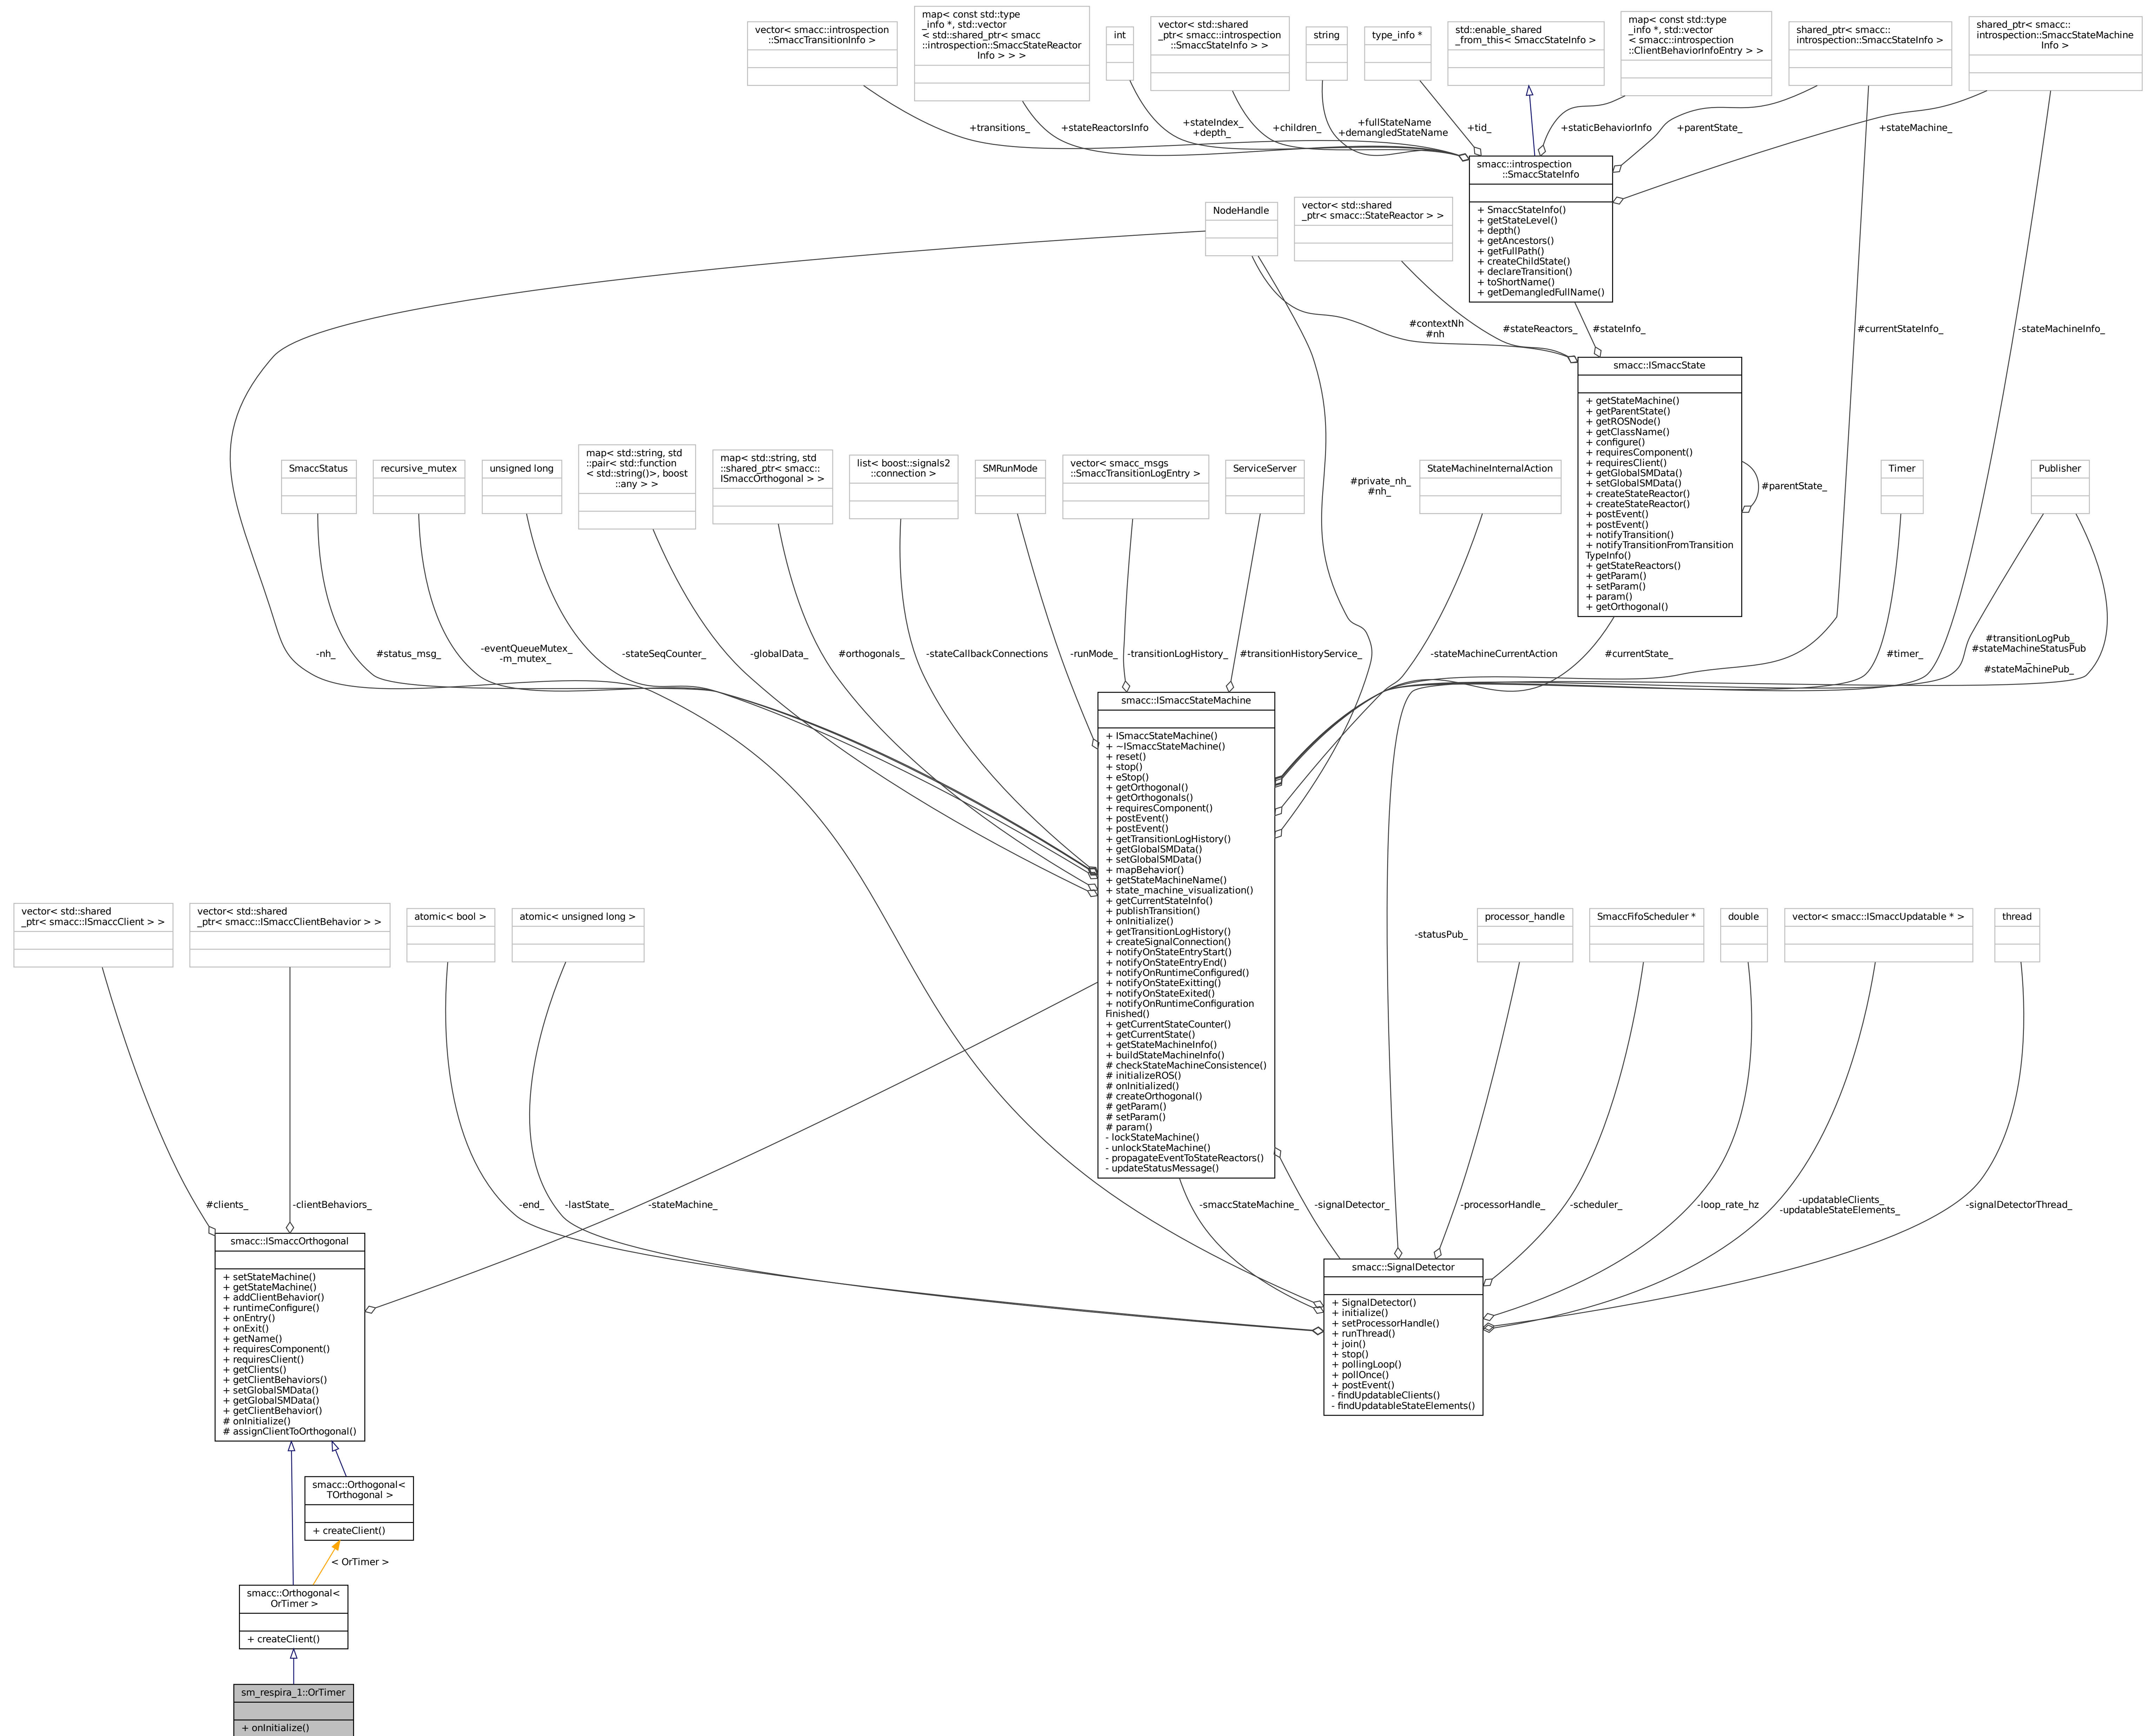 vector< smacc::introspection
::SmaccTransitionInfo >
map< const std::type
_info *, std::vector
< std::shared_ptr< smacc
::introspection::SmaccStateReactor
Info > > >
int
vector< std::shared
_ptr< smacc::introspection
::SmaccStateInfo > >
string
type_info *
std::enable_shared
_from_this< SmaccStateInfo >
map< const std::type
_info *, std::vector
< smacc::introspection
::ClientBehaviorInfoEntry > >
shared_ptr< smacc::
introspection::SmaccStateInfo >
shared_ptr< smacc::
introspection::SmaccStateMachine
Info >
+transitions_
+stateReactorsInfo
+stateIndex_
+depth_
+children_
+fullStateName
+demangledStateName
+tid_
+staticBehaviorInfo
+parentState_
+stateMachine_
smacc::introspection
::SmaccStateInfo
+ SmaccStateInfo()
+ getStateLevel()
+ depth()
+ getAncestors()
+ getFullPath()
+ createChildState()
+ declareTransition()
+ toShortName()
+ getDemangledFullName()
NodeHandle
vector< std::shared
_ptr< smacc::StateReactor > >
#contextNh
#nh
#stateReactors_
#stateInfo_
#currentStateInfo_
-stateMachineInfo_
smacc::ISmaccState
+ getStateMachine()
+ getParentState()
+ getROSNode()
+ getClassName()
+ configure()
+ requiresComponent()
+ requiresClient()
+ getGlobalSMData()
+ setGlobalSMData()
+ createStateReactor()
+ createStateReactor()
+ postEvent()
+ postEvent()
+ notifyTransition()
+ notifyTransitionFromTransition
TypeInfo()
+ getStateReactors()
+ getParam()
+ setParam()
+ param()
+ getOrthogonal()
#parentState_
SmaccStatus
recursive_mutex
unsigned long
map< std::string, std
::pair< std::function
< std::string()>, boost
::any > >
map< std::string, std
::shared_ptr< smacc::
ISmaccOrthogonal > >
list< boost::signals2
::connection >
SMRunMode
vector< smacc_msgs
::SmaccTransitionLogEntry >
ServiceServer
#private_nh_
#nh_
StateMachineInternalAction
Timer
Publisher
-nh_
#status_msg_
-eventQueueMutex_
-m_mutex_
-stateSeqCounter_
-globalData_
#orthogonals_
-stateCallbackConnections
-runMode_
-transitionLogHistory_
#transitionHistoryService_
-stateMachineCurrentAction
#currentState_
#timer_
#transitionLogPub_
#stateMachineStatusPub
_
#stateMachinePub_
smacc::ISmaccStateMachine
+ ISmaccStateMachine()
+ ~ISmaccStateMachine()
+ reset()
+ stop()
+ eStop()
+ getOrthogonal()
+ getOrthogonals()
+ requiresComponent()
+ postEvent()
+ postEvent()
+ getTransitionLogHistory()
+ getGlobalSMData()
+ setGlobalSMData()
+ mapBehavior()
+ getStateMachineName()
+ state_machine_visualization()
+ getCurrentStateInfo()
+ publishTransition()
+ onInitialize()
+ getTransitionLogHistory()
+ createSignalConnection()
+ notifyOnStateEntryStart()
+ notifyOnStateEntryEnd()
+ notifyOnRuntimeConfigured()
+ notifyOnStateExitting()
+ notifyOnStateExited()
+ notifyOnRuntimeConfiguration
Finished()
+ getCurrentStateCounter()
+ getCurrentState()
+ getStateMachineInfo()
+ buildStateMachineInfo()
# checkStateMachineConsistence()
# initializeROS()
# onInitialized()
# createOrthogonal()
# getParam()
# setParam()
# param()
- lockStateMachine()
- unlockStateMachine()
- propagateEventToStateReactors()
- updateStatusMessage()
vector< std::shared
_ptr< smacc::ISmaccClient > >
vector< std::shared
_ptr< smacc::ISmaccClientBehavior > >
atomic< bool >
atomic< unsigned long >
-statusPub_
processor_handle
SmaccFifoScheduler *
double
vector< smacc::ISmaccUpdatable * >
thread
#clients_
-clientBehaviors_
-end_
-lastState_
-stateMachine_
-smaccStateMachine_
-signalDetector_
-processorHandle_
-scheduler_
-loop_rate_hz
-updatableClients_
-updatableStateElements_
-signalDetectorThread_
smacc::ISmaccOrthogonal
+ setStateMachine()
+ getStateMachine()
+ addClientBehavior()
+ runtimeConfigure()
+ onEntry()
+ onExit()
+ getName()
+ requiresComponent()
+ requiresClient()
+ getClients()
+ getClientBehaviors()
+ setGlobalSMData()
+ getGlobalSMData()
+ getClientBehavior()
# onInitialize()
# assignClientToOrthogonal()
smacc::SignalDetector
+ SignalDetector()
+ initialize()
+ setProcessorHandle()
+ runThread()
+ join()
+ stop()
+ pollingLoop()
+ pollOnce()
+ postEvent()
- findUpdatableClients()
- findUpdatableStateElements()
smacc::Orthogonal<
TOrthogonal >
+ createClient()
< OrTimer >
smacc::Orthogonal<
OrTimer >
+ createClient()
sm_respira_1::OrTimer
+ onInitialize()